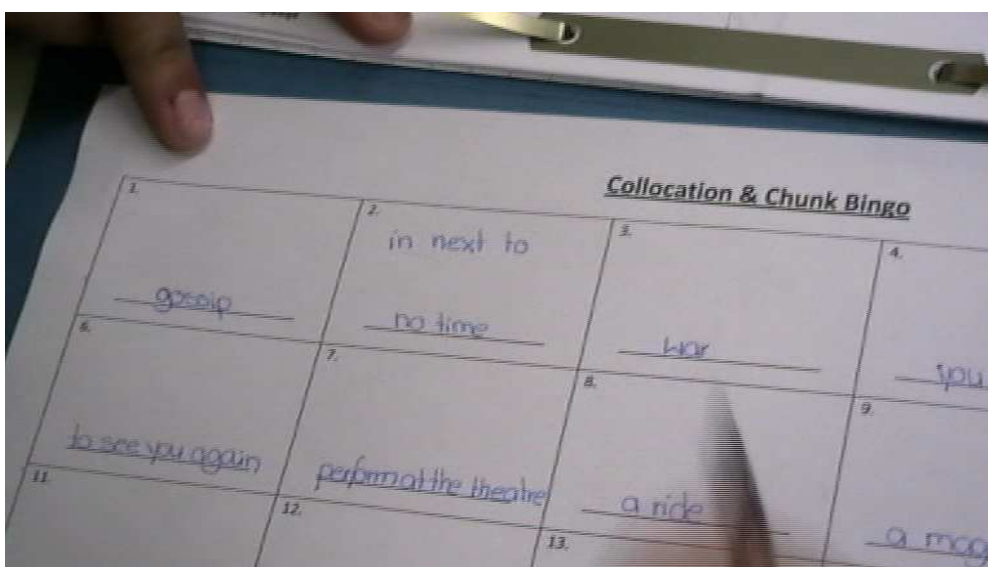 Collocation & Chunk Bingo
1.
gossip
2.
in next to
no time
3.
war
4.
you
6.
to see you again
7.
perform at the theatre
8.
a ride
9.
a mag
11.
12.
13.